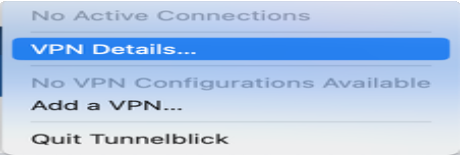 No Active Connections
VPN Details...
No VPN Configurations Available
Add a VPN...
Quit Tunnelblick